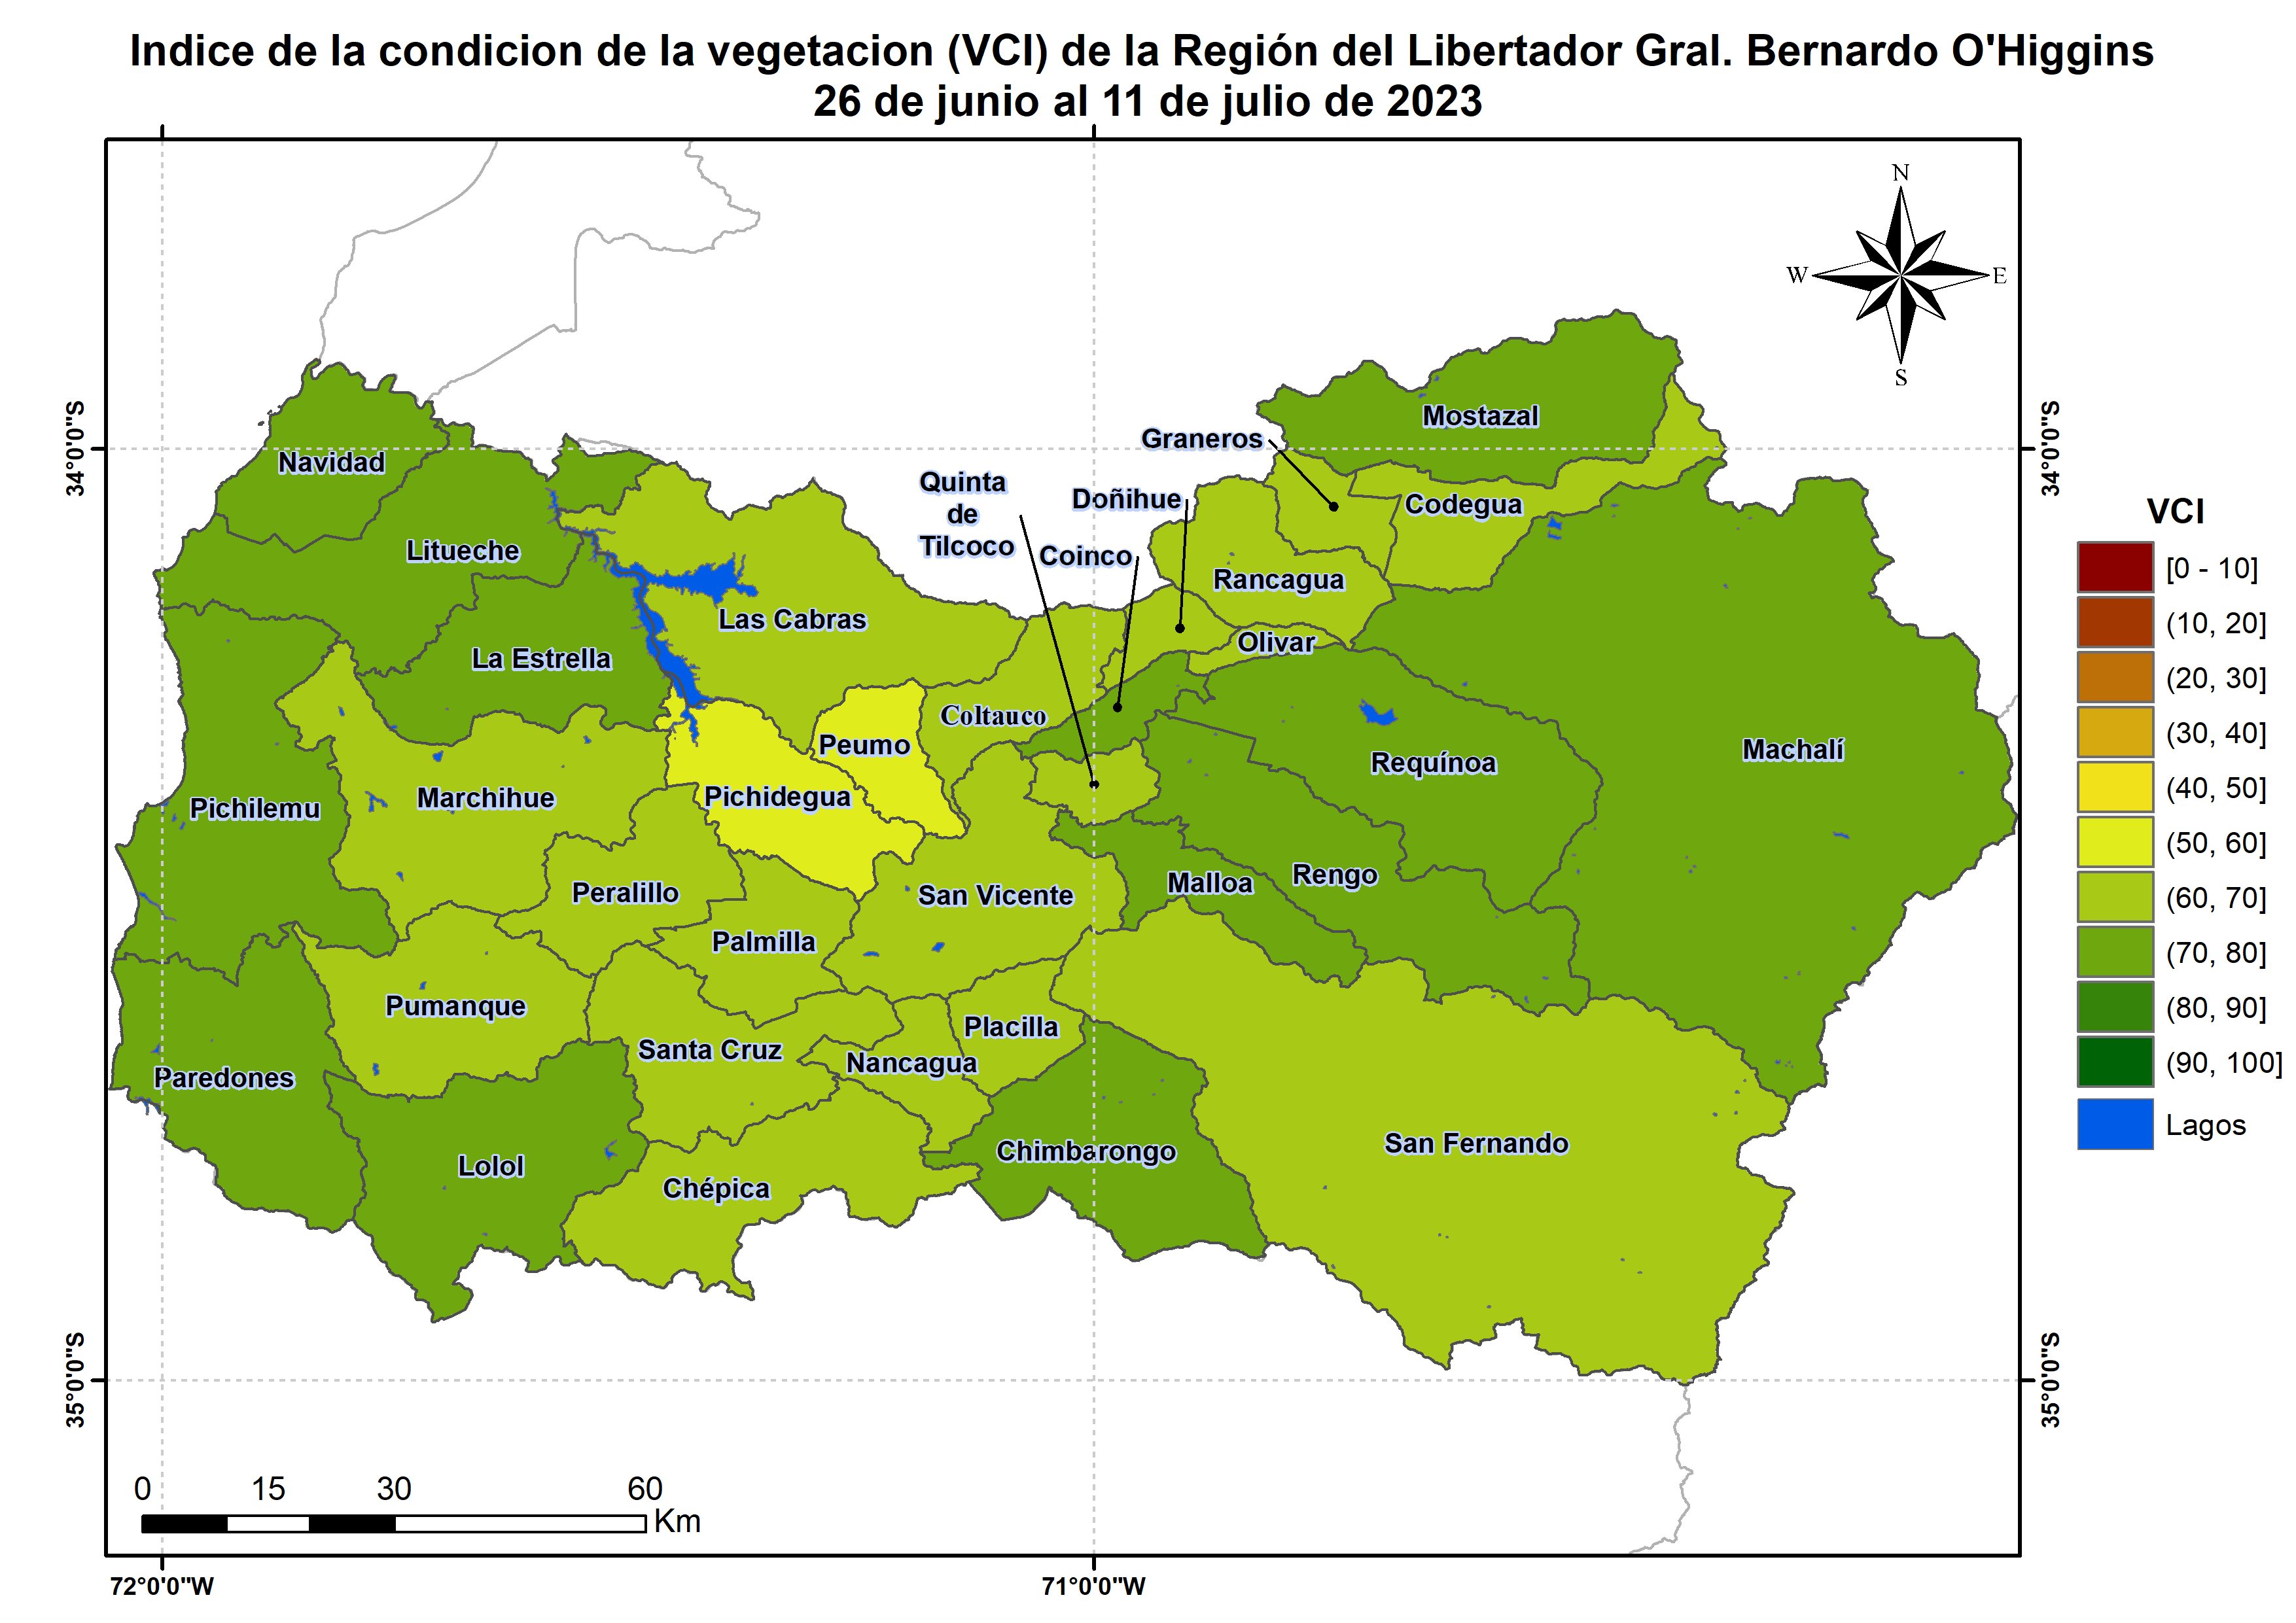 Indice de la condicion de la vegetacion (VCI) de la Región del Libertador Gral. Bernardo O'Higgins
26 de junio al 11 de julio de 2023
N
W
E
S
34°0'0"S
34°0'0"S
Mostazal
Graneros
Navidad
Quinta
de
Tilcoco
Doñihue
Codegua
Litueche
Coinco
Rancagua
Las Cabras
Olivar
La Estrella
Coltauco
Peumo
Requínoa
Machalí
Pichilemu
Marchihue
Pichidegua
Peralillo
San Vicente
Malloa
Rengo
Palmilla
Pumanque
Placilla
Santa Cruz
Nancagua
Paredones
Chimbarongo
San Fernando
Lolol
Chépica
VCI
[0 - 10]
(10, 20]
(20, 30]
(30, 40]
(40, 50]
(50, 60]
(60, 70]
(70, 80]
(80, 90]
(90, 100]
Lagos
35°0'0"S
35°0'0"S
0 15 30 60
Km
72°0'0"W
71°0'0"W